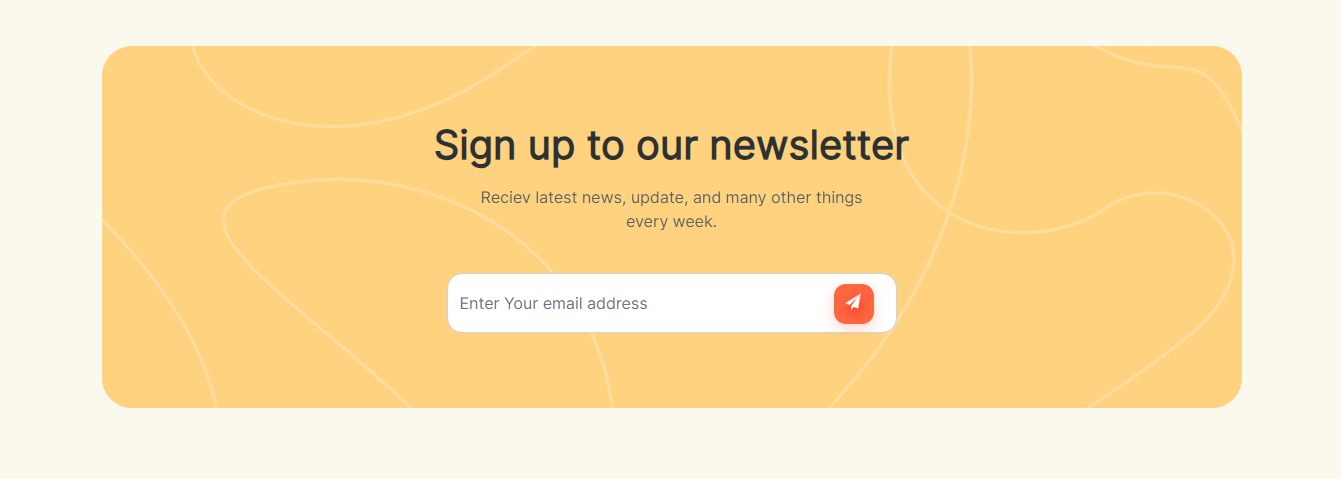 Sign up to our newsletter
Reciev latest news, update, and many other things
every week.
Enter Your email address